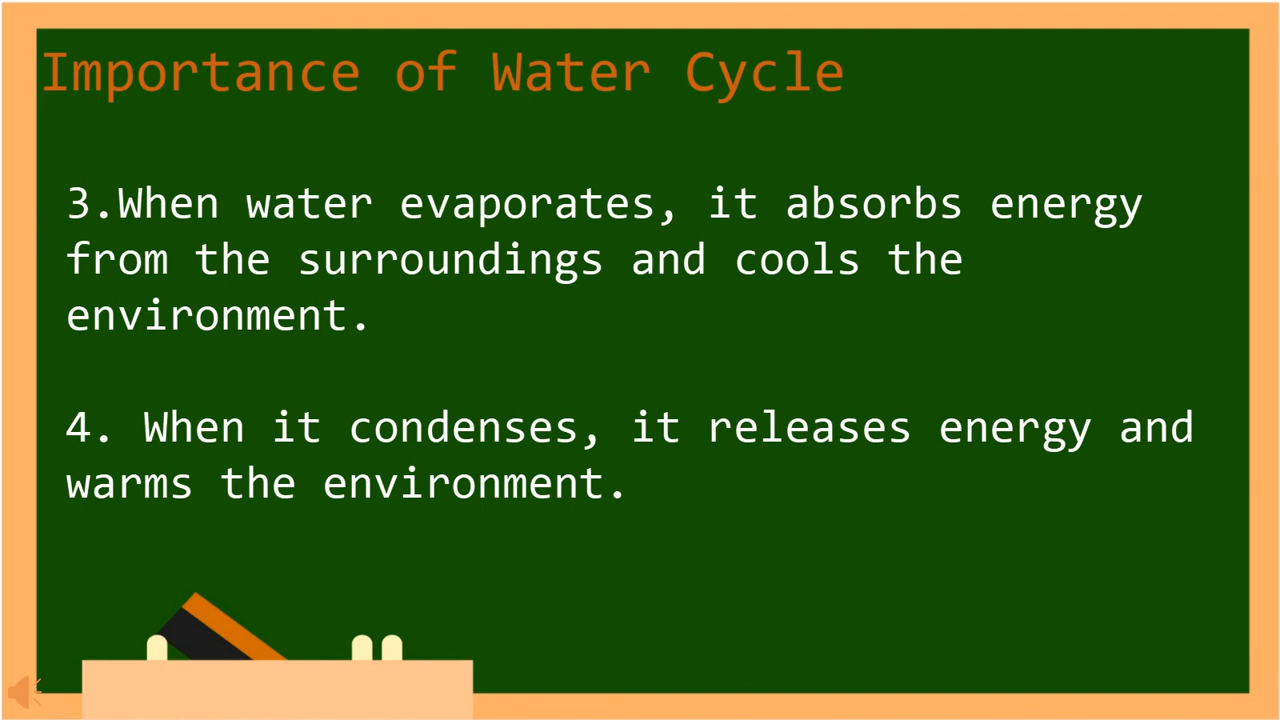 Importance of Water Cycle
3.When water evaporates, it absorbs energy
from the surroundings and cools the
environment.
4. When it condenses, it releases energy and
warms the environment.